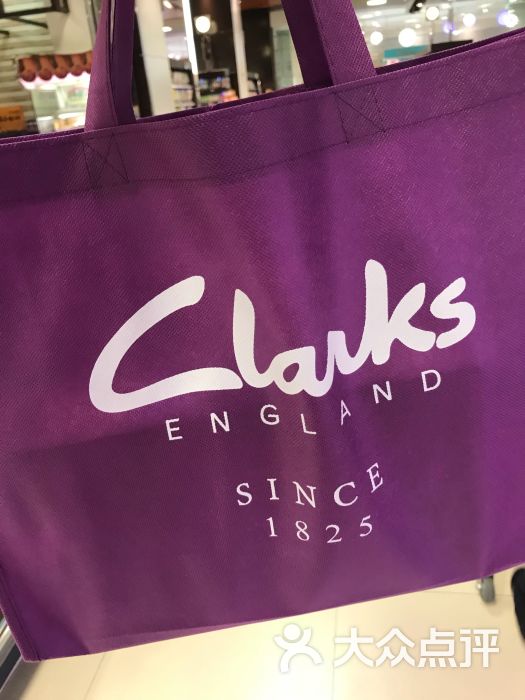 Clarks
ENGLAND
SINCE
1825
大众点评